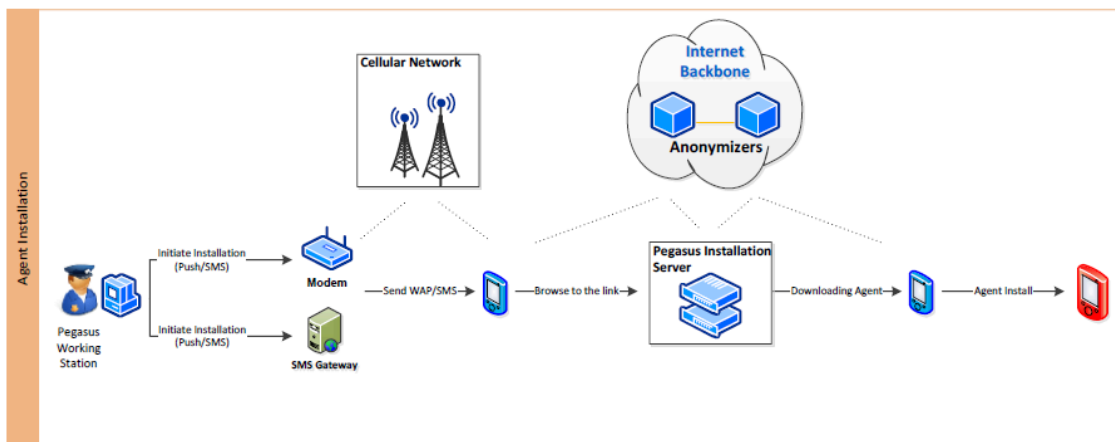 Agent Installation
Cellular Network
Internet
Backbone
Anonymizers
Initiate Installation
(Push/SMS)
Modem
Pegasus Installation
Server
Send WAP/SMS
Browse to the link
Downloading Agent
Agent Install
Pegasus
Working
Station
Initiate Installation
(Push/SMS)
SMS Gateway